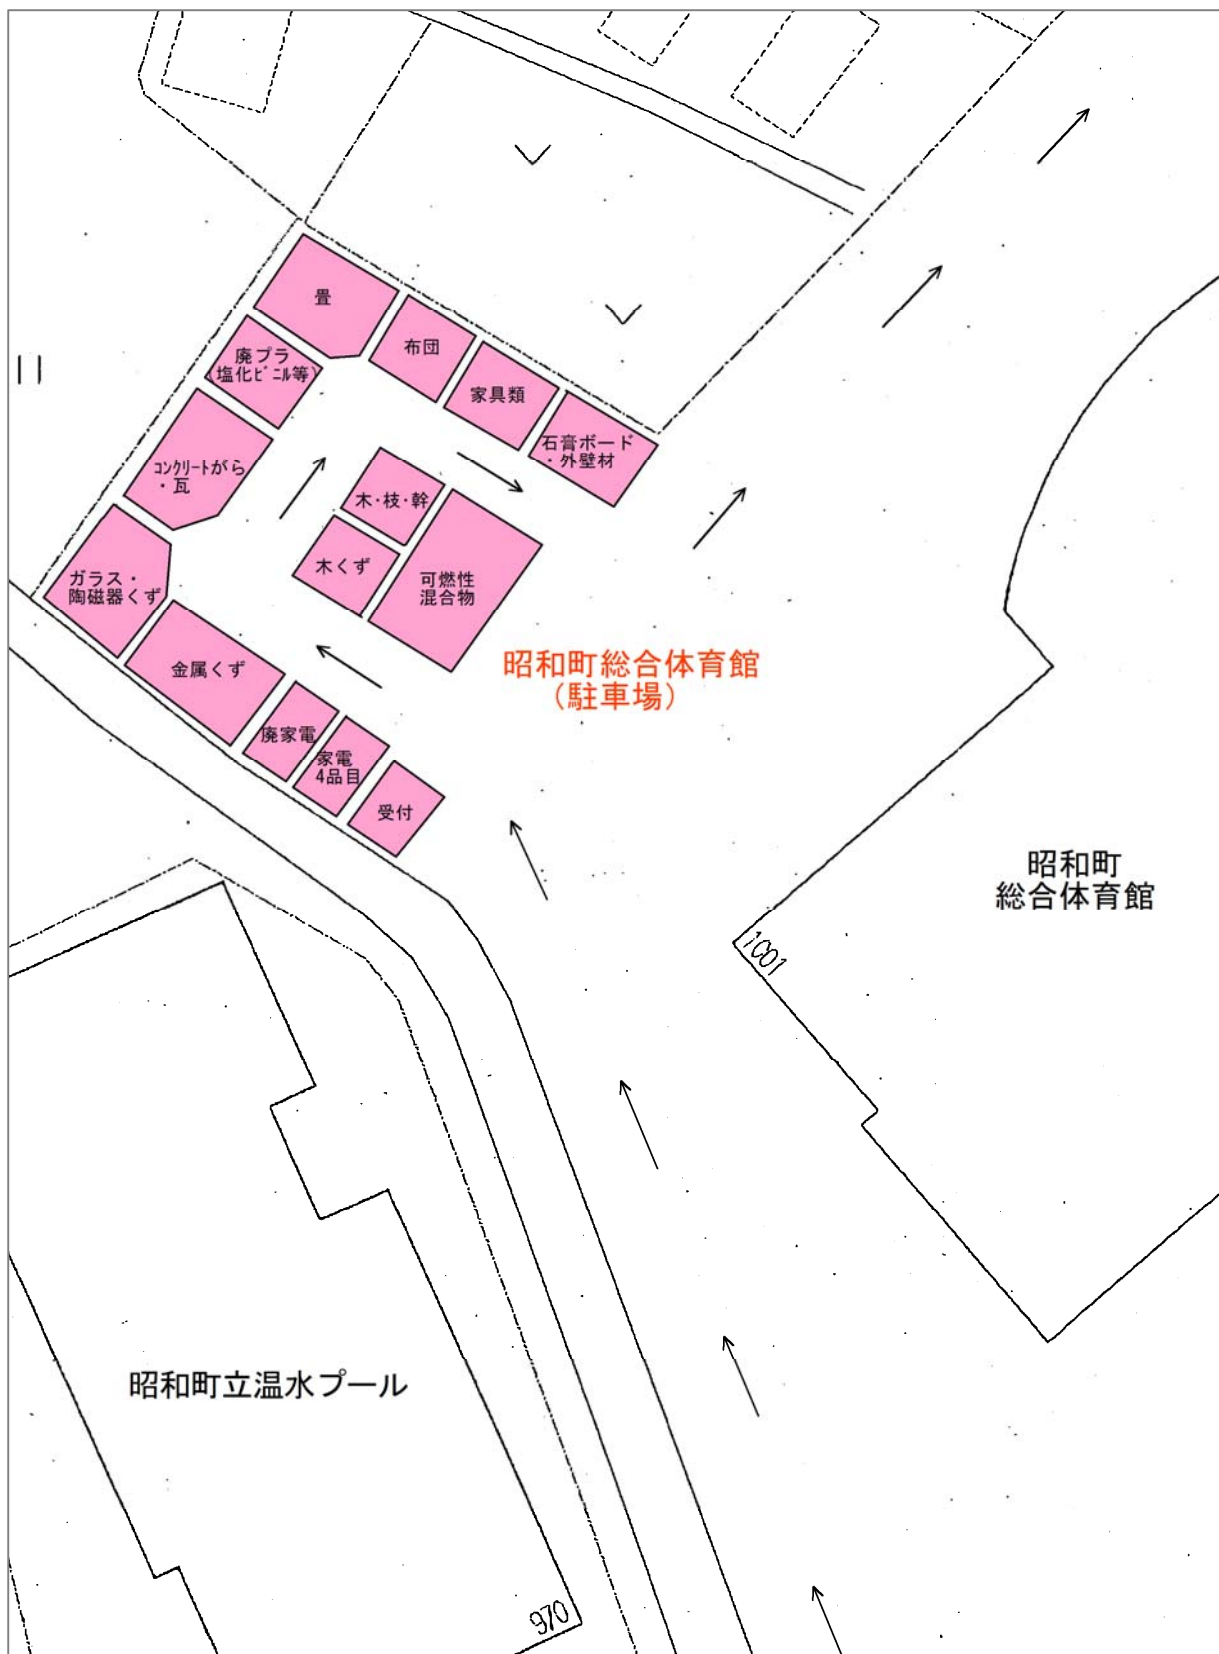 畳
布団
廃プラ
(塩化ビニル等)
家具類
石膏ボード
・外壁材
コンクリートがら
・瓦
木・枝・幹
木くず
可燃性
混合物
ガラス・
陶磁器くず
金属くず
昭和町総合体育館
（駐車場）
廃家電
家電
4品目
受付
昭和町
総合体育館
1001
昭和町立温水プール
970